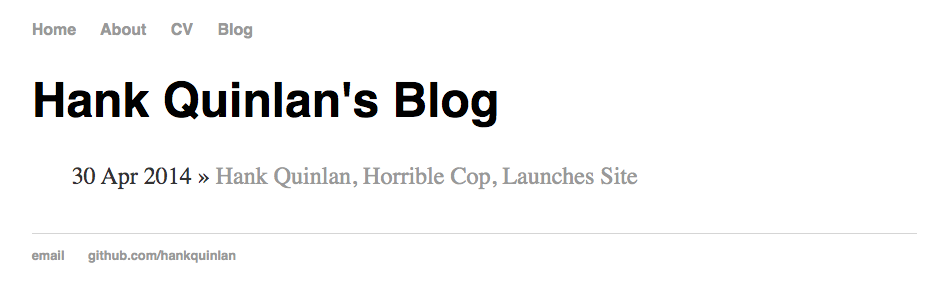 Home About CV Blog
Hank Quinlan's Blog
30 Apr 2014 » Hank Quinlan, Horrible Cop, Launches Site
email github.com/hankquinlan